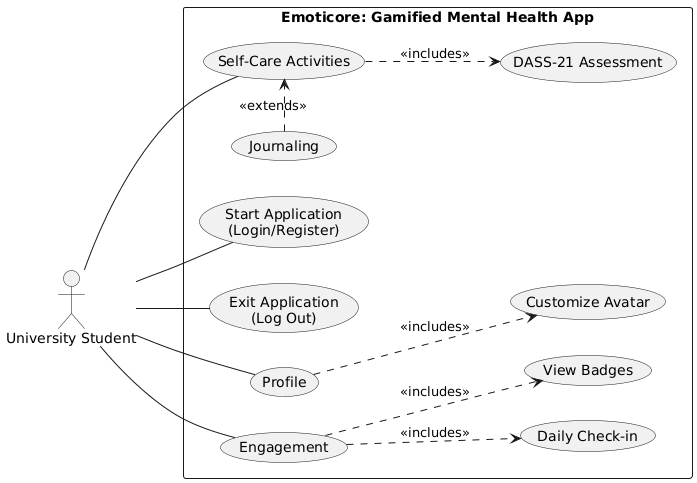 Emoticore: Gamified Mental Health App
Self-Care Activities
«includes»
DASS-21 Assessment
«extends»
Journaling
Start Application
(Login/Register)
Exit Application
(Log Out)
Customize Avatar
«includes»
University Student
Profile
View Badges
«includes»
Engagement
«includes»
Daily Check-in